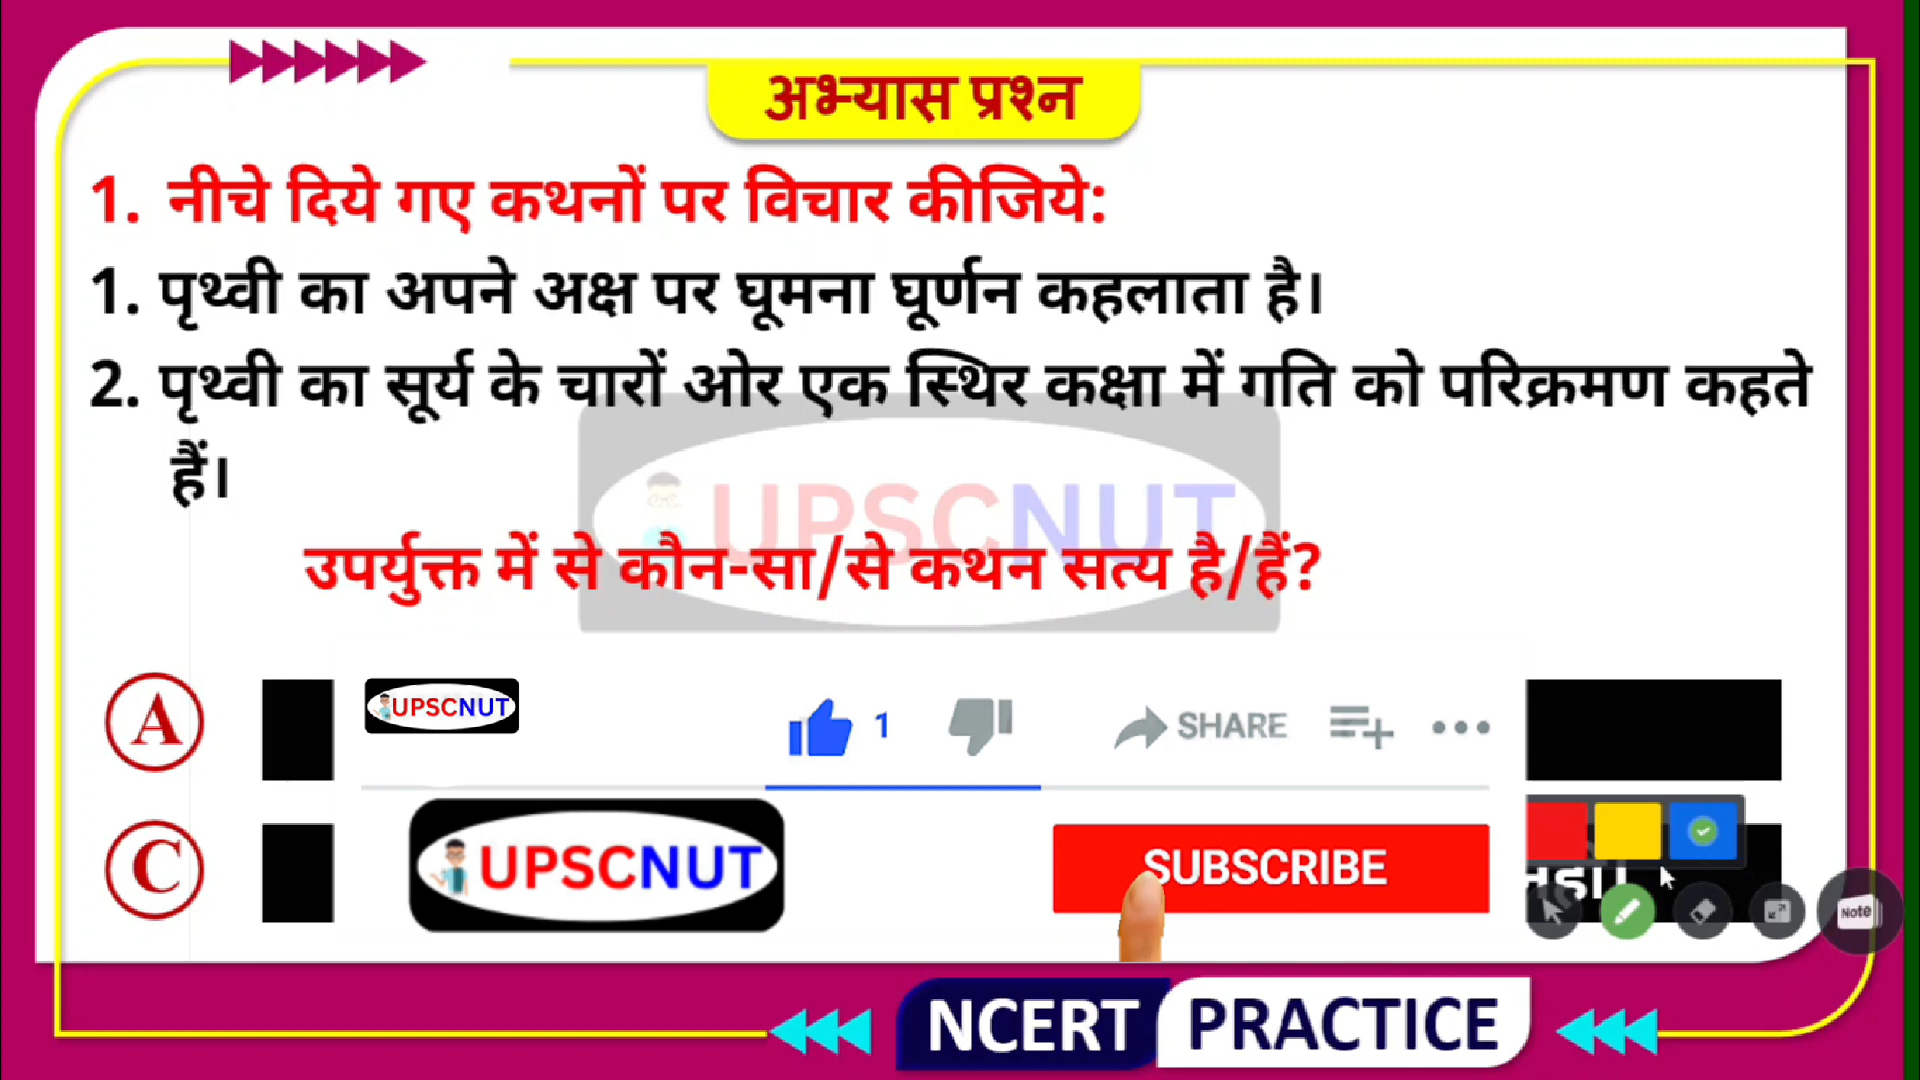 अभ्यास प्रश्न
1. नीचे दिये गए कथनों पर विचार कीजिये:
1. पृथ्वी का अपने अक्ष पर घूमना घूर्णन कहलाता है।
2. पृथ्वी का सूर्य के चारों ओर एक स्थिर कक्षा में गति को परिक्रमण कहते
हैं।
UPSCNUT
उपर्युक्त में से कौन-सा/से कथन सत्य है/हैं?
A
UPSCNUT
1
SHARE
C
UPSCNUT
SUBSCRIBE
Note
NCERT PRACTICE